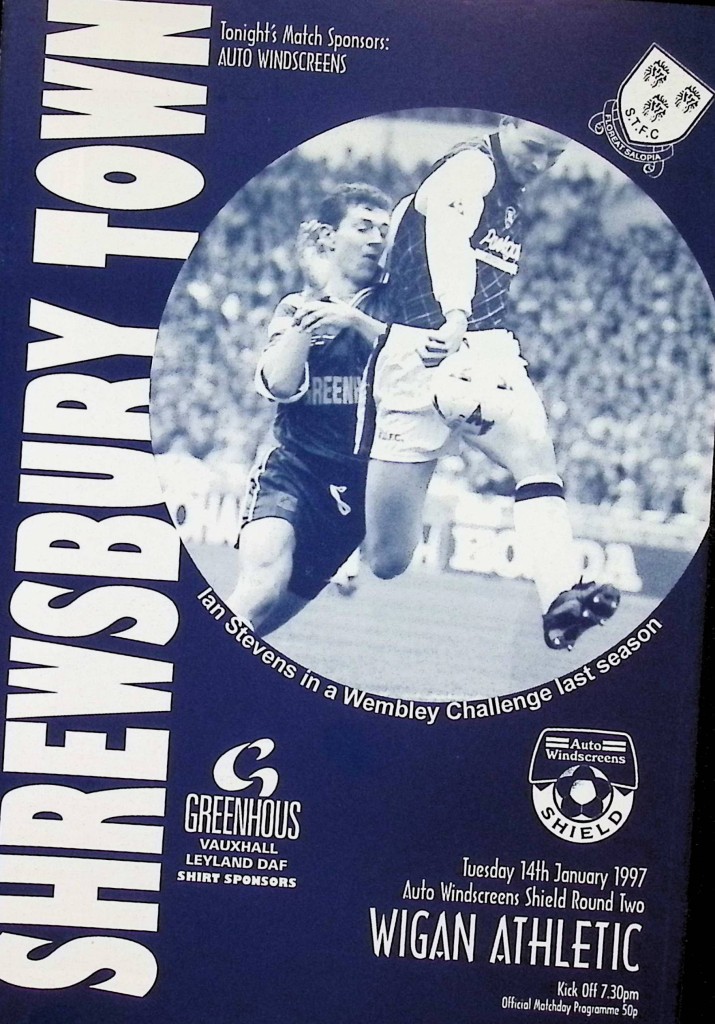 SHREWSBURY TOWN
Tonight's Match Sponsors:
AUTO WINDSCREENS
S.T.F.C
FLOREAT SALOPIA
GREENH
HONDA
Ian Stevens in a Wembley Challenge last season
GREENHOUS
VAUXHALL
LEYLAND DAF
SHIRT SPONSORS
Auto
Windscreens
SHIELD
Tuesday 14th January 1997
Auto Windscreens Shield Round Two
WIGAN ATHLETIC
Kick Off 7.30pm
Official Matchday Programme 50p